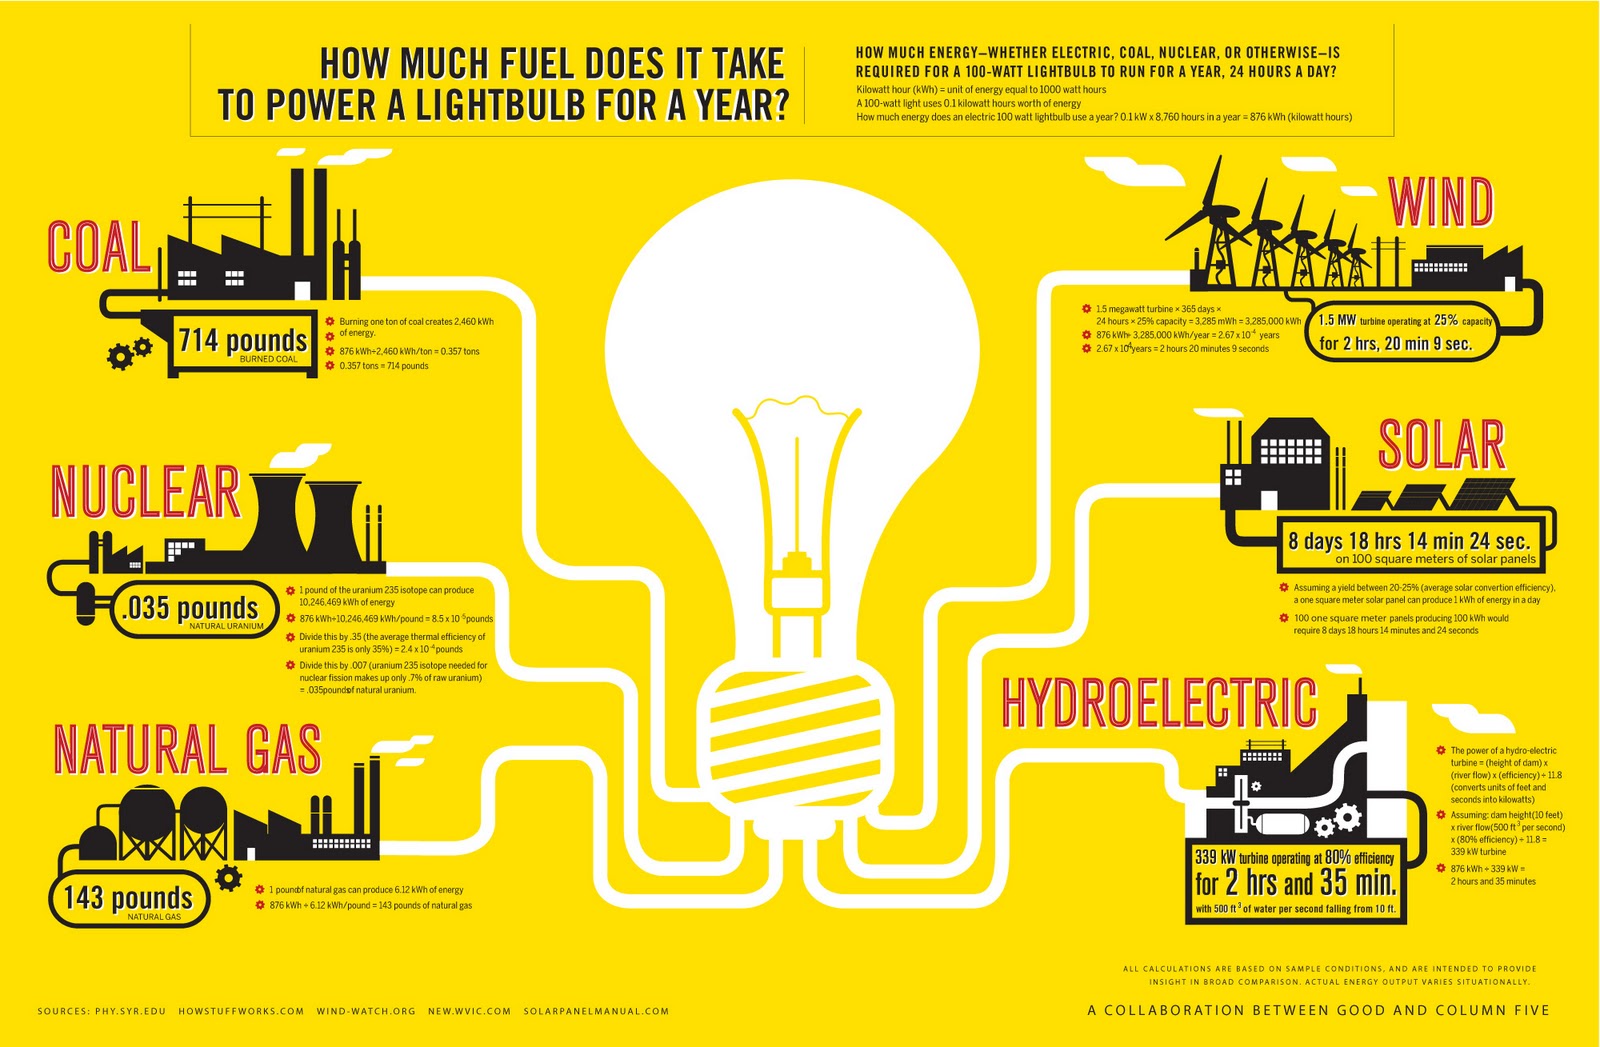 HOW MUCH FUEL DOES IT TAKE
TO POWER A LIGHTBULB FOR A YEAR?
HOW MUCH ENERGY—WHETHER ELECTRIC, COAL, NUCLEAR, OR OTHERWISE—IS
REQUIRED FOR A 100-WATT LIGHTBULB TO RUN FOR A YEAR, 24 HOURS A DAY?
Kilowatt hour (kWh) = unit of energy equal to 1000 watt hours
A 100-watt light uses 0.1 kilowatt hours worth of energy
How much energy does an electric 100 watt lightbulb use a year? 0.1 kW x 8,760 hours in a year = 876 kWh (kilowatt hours)
COAL
714 pounds
BURNED COAL
Burning one ton of coal creates 2,460 kWh
of energy.
876 kWh÷2,460 kWh/ton = 0.357 tons
0.357 tons = 714 pounds
NUCLEAR
.035 pounds
NATURAL URANIUM
1 pound of the uranium 235 isotope can produce
10,246,469 kWh of energy
876 kWh÷10,246,469 kWh/pound = 8.5 x 10⁻⁵pounds
Divide this by .35 (the average thermal efficiency of
uranium 235 is only 35%) = 2.4 x 10⁻⁴ pounds
Divide this by .007 (uranium 235 isotope needed for
nuclear fission makes up only .7% of raw uranium)
= .035poundsof natural uranium.
NATURAL GAS
143 pounds
NATURAL GAS
1 poundof natural gas can produce 6.12 kWh of energy
876 kWh ÷ 6.12 kWh/pound = 143 pounds of natural gas
WIND
1.5 megawatt turbine × 365 days ×
24 hours × 25% capacity = 3,285 mWh = 3,285,000 kWh
876 kWh÷ 3,285,000 kWh/year = 2.67 x 10⁻⁴ years
2.67 x 10⁻⁴years = 2 hours 20 minutes 9 seconds
1.5 MW turbine operating at 25% capacity
for 2 hrs, 20 min 9 sec.
SOLAR
8 days 18 hrs 14 min 24 sec.
on 100 square meters of solar panels
Assuming a yield between 20-25% (average solar convertion efficiency),
a one square meter solar panel can produce 1 kWh of energy in a day
100 one square meter panels producing 100 kWh would
require 8 days 18 hours 14 minutes and 24 seconds
HYDROELECTRIC
339 kW turbine operating at 80% efficiency
for 2 hrs and 35 min.
with 500 ft³ of water per second falling from 10 ft.
The power of a hydro-electric
turbine = (height of dam) x
(river flow) x (efficiency) ÷ 11.8
(converts units of feet and
seconds into kilowatts)
Assuming: dam height(10 feet)
x river flow(500 ft³ per second)
x (80% efficiency) ÷ 11.8 =
339 kW turbine
876 kWh ÷ 339 kW =
2 hours and 35 minutes
ALL CALCULATIONS ARE BASED ON SAMPLE CONDITIONS, AND ARE INTENDED TO PROVIDE
INSIGHT IN BROAD COMPARISON. ACTUAL ENERGY OUTPUT VARIES SITUATIONALLY.
SOURCES: PHY.SYR.EDU HOWSTUFFWORKS.COM WIND-WATCH.ORG NEW.WVIC.COM SOLARPANELMANUAL.COM
A COLLABORATION BETWEEN GOOD AND COLUMN FIVE